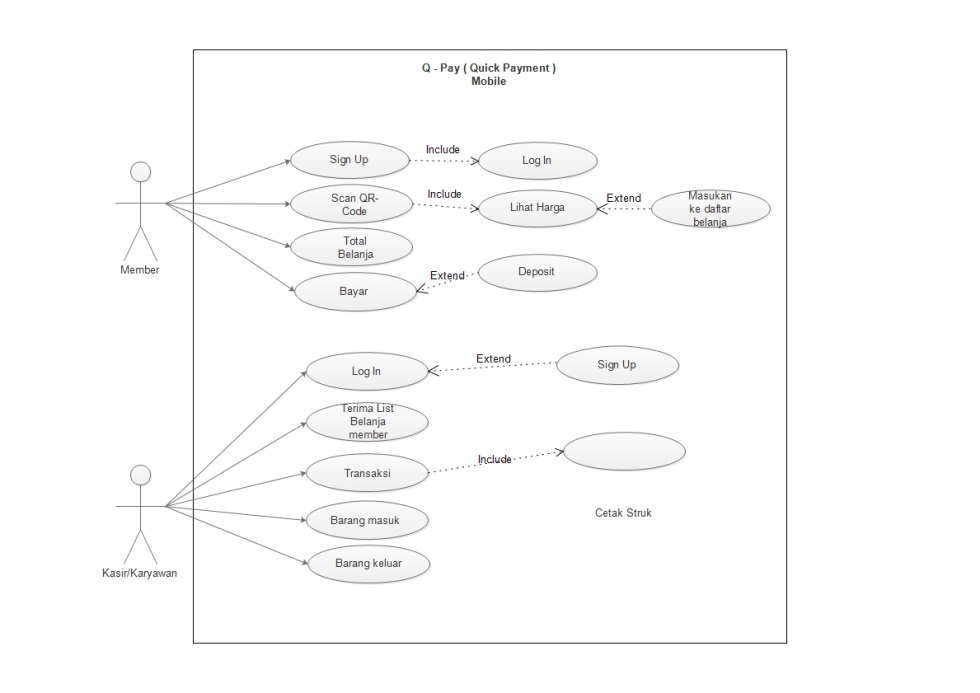 Q - Pay ( Quick Payment )
Mobile
Sign Up
Include
Log In
Scan QR-
Code
Include
Lihat Harga
Extend
Masukan
ke daftar
belanja
Total
Belanja
Member
Bayar
Extend
Deposit
Log In
Extend
Sign Up
Terima List
Belanja
member
Transaksi
Include
Cetak Struk
Barang masuk
Barang keluar
Kasir/Karyawan